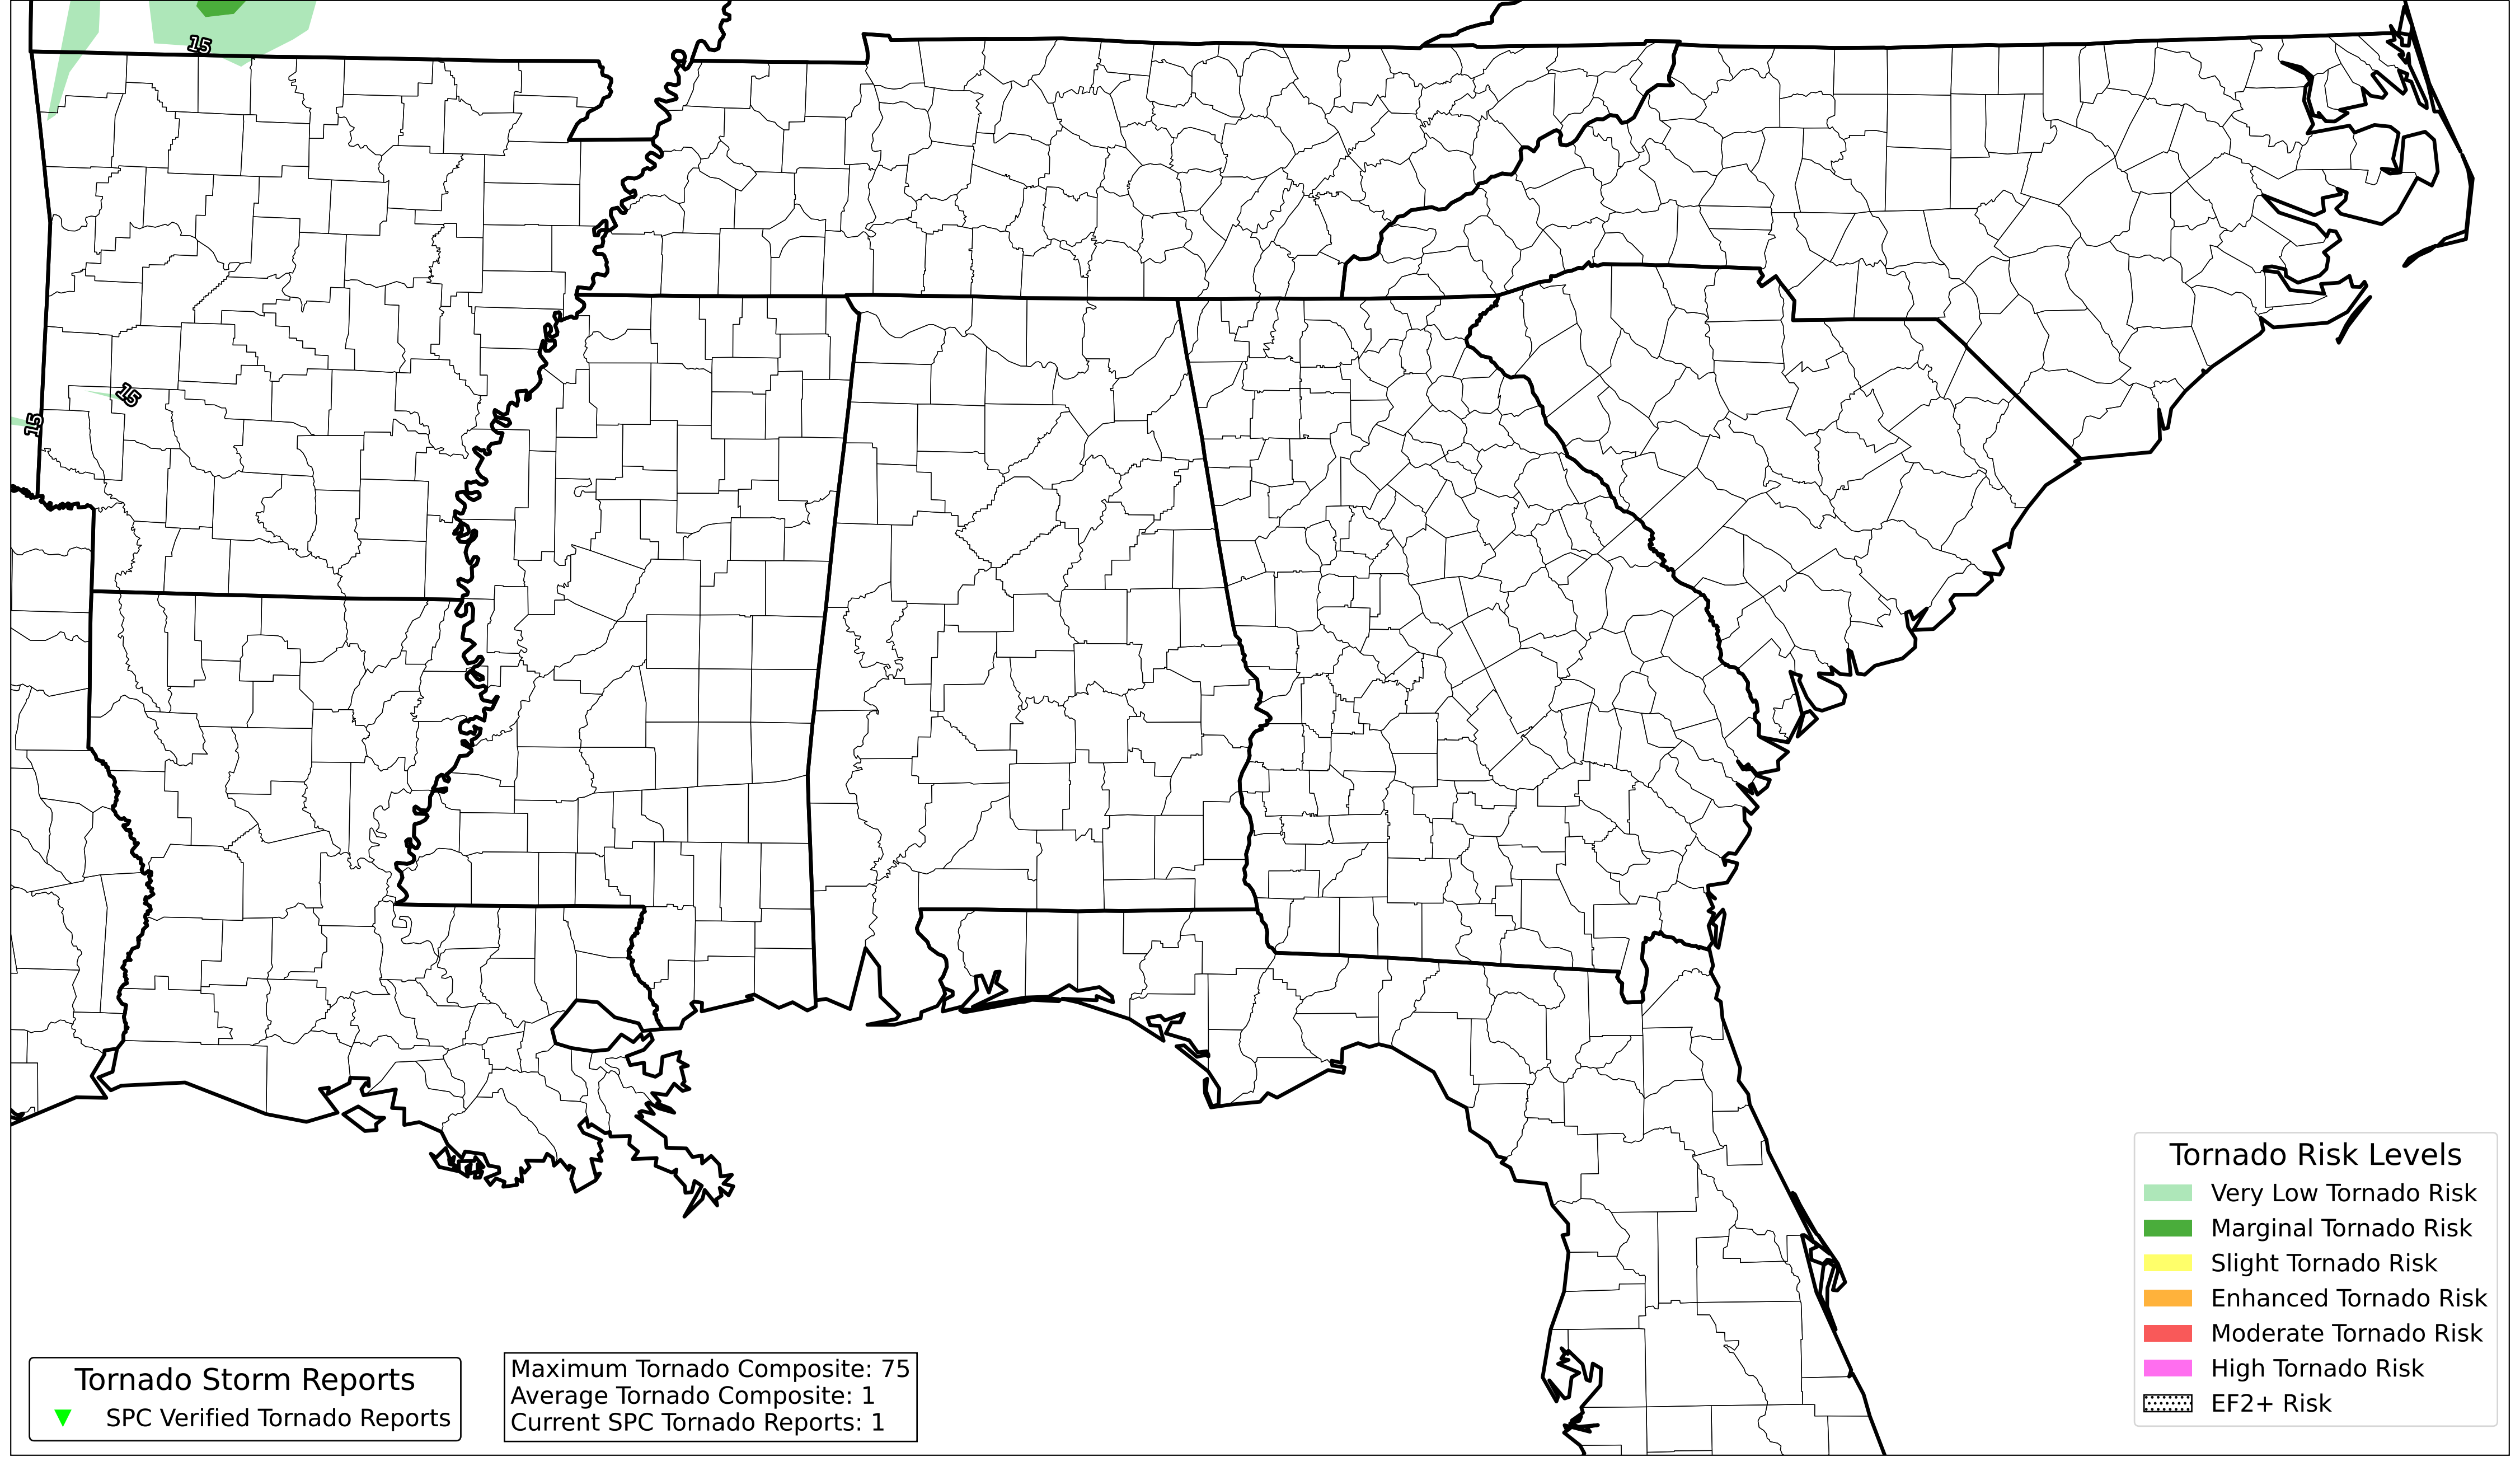 15
15
15
Tornado Risk Levels
Very Low Tornado Risk
Marginal Tornado Risk
Slight Tornado Risk
Enhanced Tornado Risk
Moderate Tornado Risk
High Tornado Risk
EF2+ Risk
Tornado Storm Reports
SPC Verified Tornado Reports
Maximum Tornado Composite: 75
Average Tornado Composite: 1
Current SPC Tornado Reports: 1